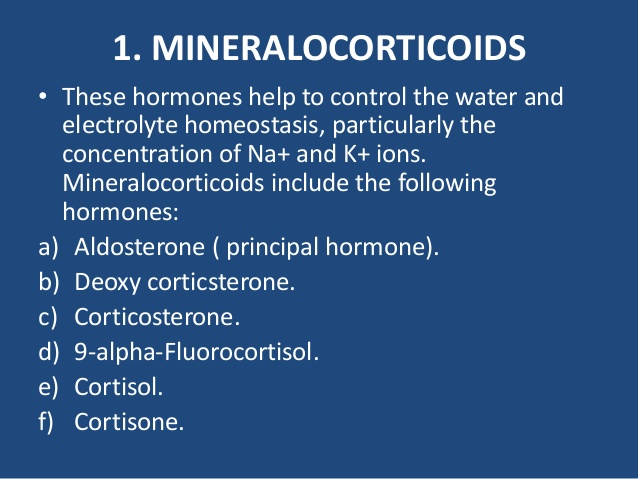 1. MINERALOCORTICOIDS
• These hormones help to control the water and
electrolyte homeostasis, particularly the
concentration of Na+ and K+ ions.
Mineralocorticoids include the following
hormones:
a) Aldosterone ( principal hormone).
b) Deoxy corticsterone.
c) Corticosterone.
d) 9-alpha-Fluorocortisol.
e) Cortisol.
f) Cortisone.